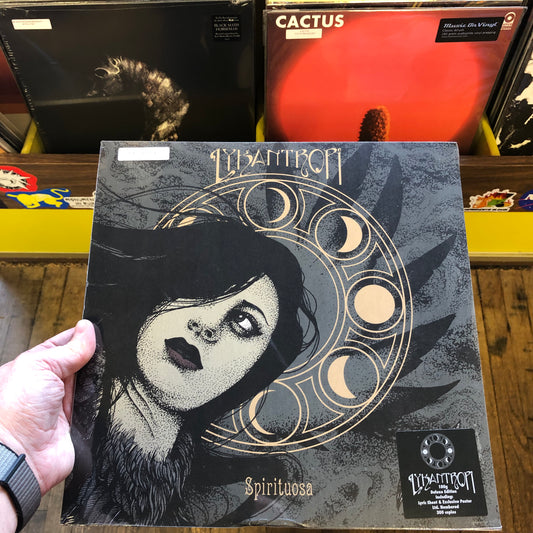 CACTUS
Music On Vinyl
LYKANTROPI
Spirituosa
LYKANTROPI
180g
Deluxe Edition
Including:
Lyric Sheet & Exclusive Poster
Ltd. Numbered
300 copies